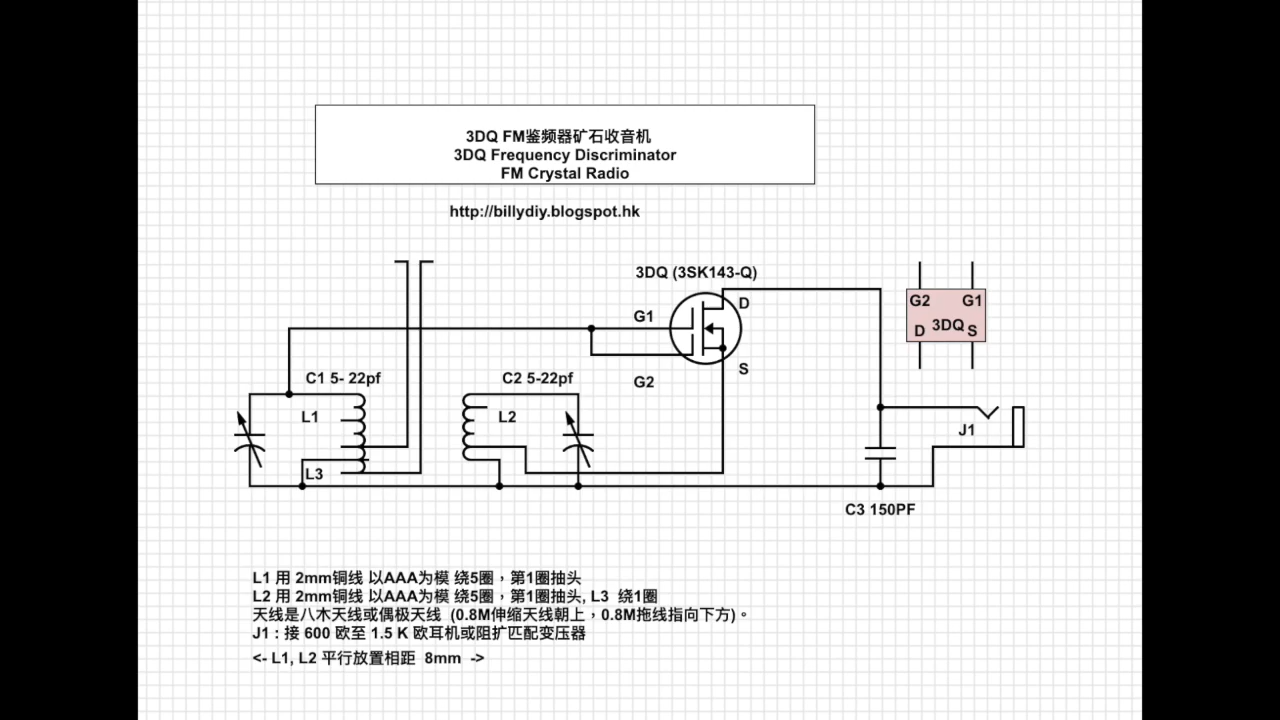 3DQ FM鉴频器矿石收音机
3DQ Frequency Discriminator
FM Crystal Radio
http://billydiy.blogspot.hk
3DQ (3SK143-Q)
D
G1
G2
S
G2 G1
D 3DQ S
C1 5- 22pf
C2 5-22pf
L1
L2
L3
J1
C3 150PF
L1 用 2mm铜线 以AAA为模 绕5圈，第1圈抽头
L2 用 2mm铜线 以AAA为模 绕5圈，第1圈抽头, L3 绕1圈
天线是八木天线或偶极天线 (0.8M伸缩天线朝上，0.8M拖线指向下方)。
J1 : 接 600 欧至 1.5 K 欧耳机或阻扩匹配变压器
<- L1, L2 平行放置相距 8mm ->